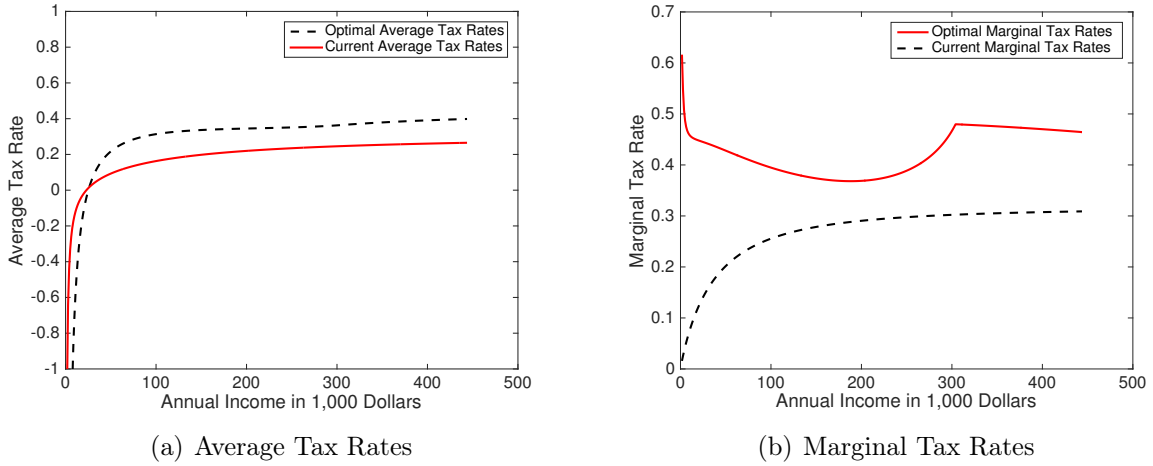 1
0.8
0.6
0.4
0.2
0
-0.2
-0.4
-0.6
-0.8
-1
Average Tax Rate
Optimal Average Tax Rates
Current Average Tax Rates
0 100 200 300 400 500
Annual Income in 1,000 Dollars
(a) Average Tax Rates
0.7
0.6
0.5
0.4
0.3
0.2
0.1
0
Marginal Tax Rate
Optimal Marginal Tax Rates
Current Marginal Tax Rates
0 100 200 300 400 500
Annual Income in 1,000 Dollars
(b) Marginal Tax Rates